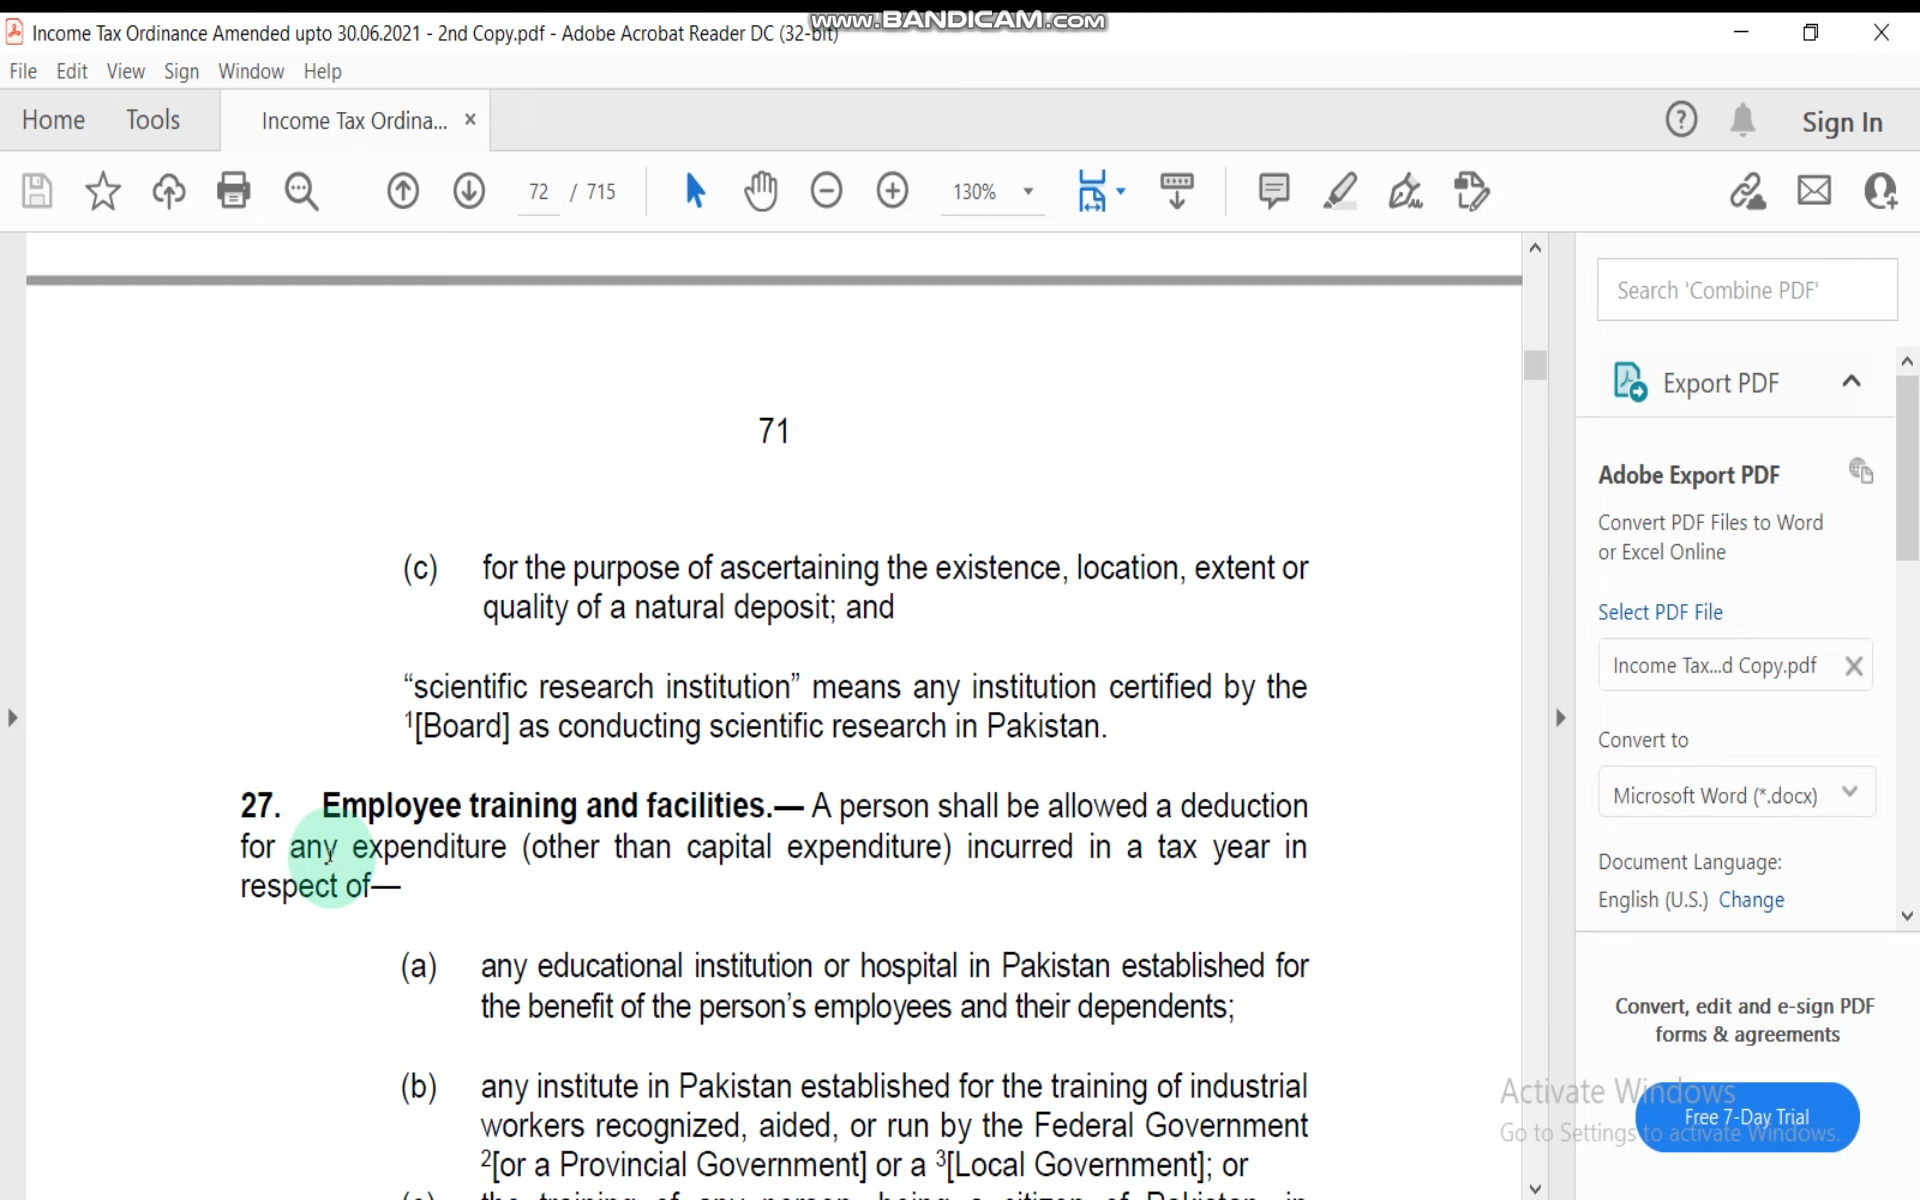 www.BANDICAM.com
Income Tax Ordinance Amended upto 30.06.2021 - 2nd Copy.pdf - Adobe Acrobat Reader DC (32-bit)
File Edit View Sign Window Help
Home Tools Income Tax Ordina... × Sign In
72 / 715 130%
Search 'Combine PDF'
Export PDF
Adobe Export PDF
Convert PDF Files to Word
or Excel Online
Select PDF File
Income Tax...d Copy.pdf
Convert to
Microsoft Word (*.docx)
Document Language:
English (U.S.) Change
Convert, edit and e-sign PDF
forms & agreements
Free 7-Day Trial
Activate Windows
Go to Settings to activate Windows.
71
(c) for the purpose of ascertaining the existence, location, extent or
quality of a natural deposit; and
“scientific research institution” means any institution certified by the
1[Board] as conducting scientific research in Pakistan.
27. Employee training and facilities.— A person shall be allowed a deduction
for any expenditure (other than capital expenditure) incurred in a tax year in
respect of—
(a) any educational institution or hospital in Pakistan established for
the benefit of the person’s employees and their dependents;
(b) any institute in Pakistan established for the training of industrial
workers recognized, aided, or run by the Federal Government
2[or a Provincial Government] or a 3[Local Government]; or
(c) the training of any person, being a citizen of Pakistan, in